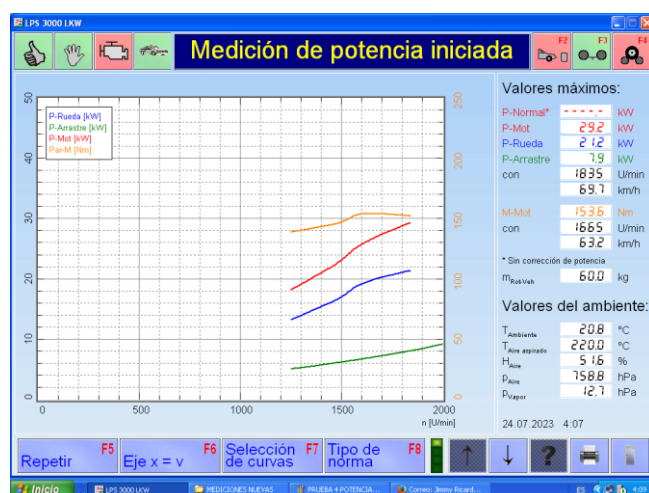 LPS 3000 LKW
Medición de potencia iniciada
F2
F3
F4
P-Rueda [kW]
P-Arrastre [kW]
P-Mot [kW]
Par-M [Nm]
50
40
30
20
10
0
250
200
150
100
50
0
0 500 1000 1500 2000
n [U/min]
Valores máximos:
P-Normal* ----.- kW
P-Mot 29.2 kW
P-Rueda 21.2 kW
P-Arrastre 7.9 kW
con 1835 U/min
69.7 km/h
M-Mot 153.6 Nm
con 1665 U/min
63.2 km/h
* Sin corrección de potencia
mRotVeh 60.0 kg
Valores del ambiente:
TAmbiente 20.8 °C
TAire aspirado 220.0 °C
HAire 51.6 %
PAire 758.8 hPa
PVapor 12.7 hPa
24.07.2023 4:07
Repetir F5
Eje x = v F6
Selección de curvas F7
Tipo de norma F8
?
Inicio
LPS 3000 LKW
MEDICIONES NUEVAS
PRUEBA 4 POTENCIA...
Correo: Jimmy Ricard...
ES
4:09